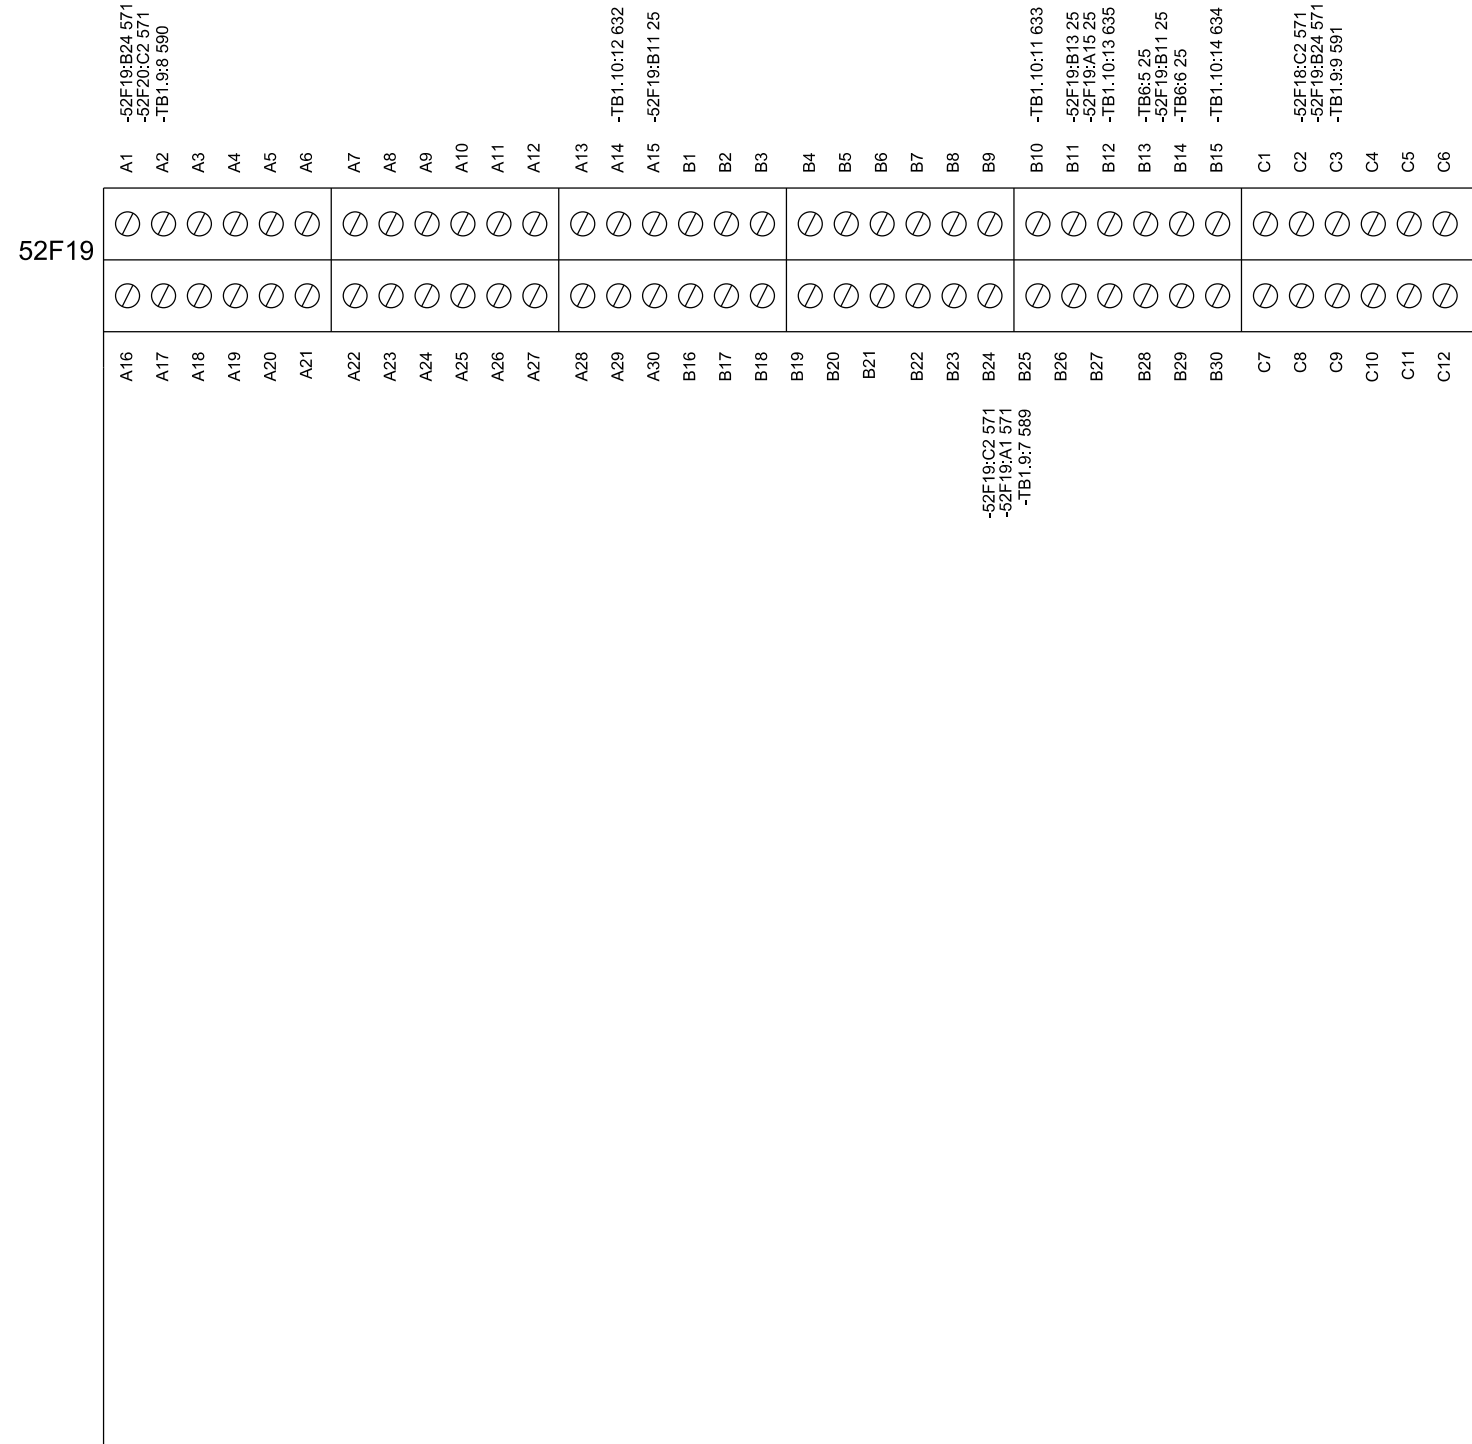 -52F19:B24 571
-52F20:C2 571
-TB1.9:8 590
-TB1.10:12 632
-52F19:B11 25
-TB1.10:11 633
-52F19:B13 25
-52F19:A15 25
-TB1.10:13 635
-TB6:5 25
-52F19:B11 25
-TB6:6 25
-TB1.10:14 634
-52F18:C2 571
-52F19:B24 571
-TB1.9:9 591
A1 A2 A3 A4 A5 A6 A7 A8 A9 A10 A11 A12 A13 A14 A15 B1 B2 B3 B4 B5 B6 B7 B8 B9 B10 B11 B12 B13 B14 B15 C1 C2 C3 C4 C5 C6
52F19
A16 A17 A18 A19 A20 A21 A22 A23 A24 A25 A26 A27 A28 A29 A30 B16 B17 B18 B19 B20 B21 B22 B23 B24 B25 B26 B27 B28 B29 B30 C7 C8 C9 C10 C11 C12
-52F19:C2 571
-52F19:A1 571
-TB1.9:7 589